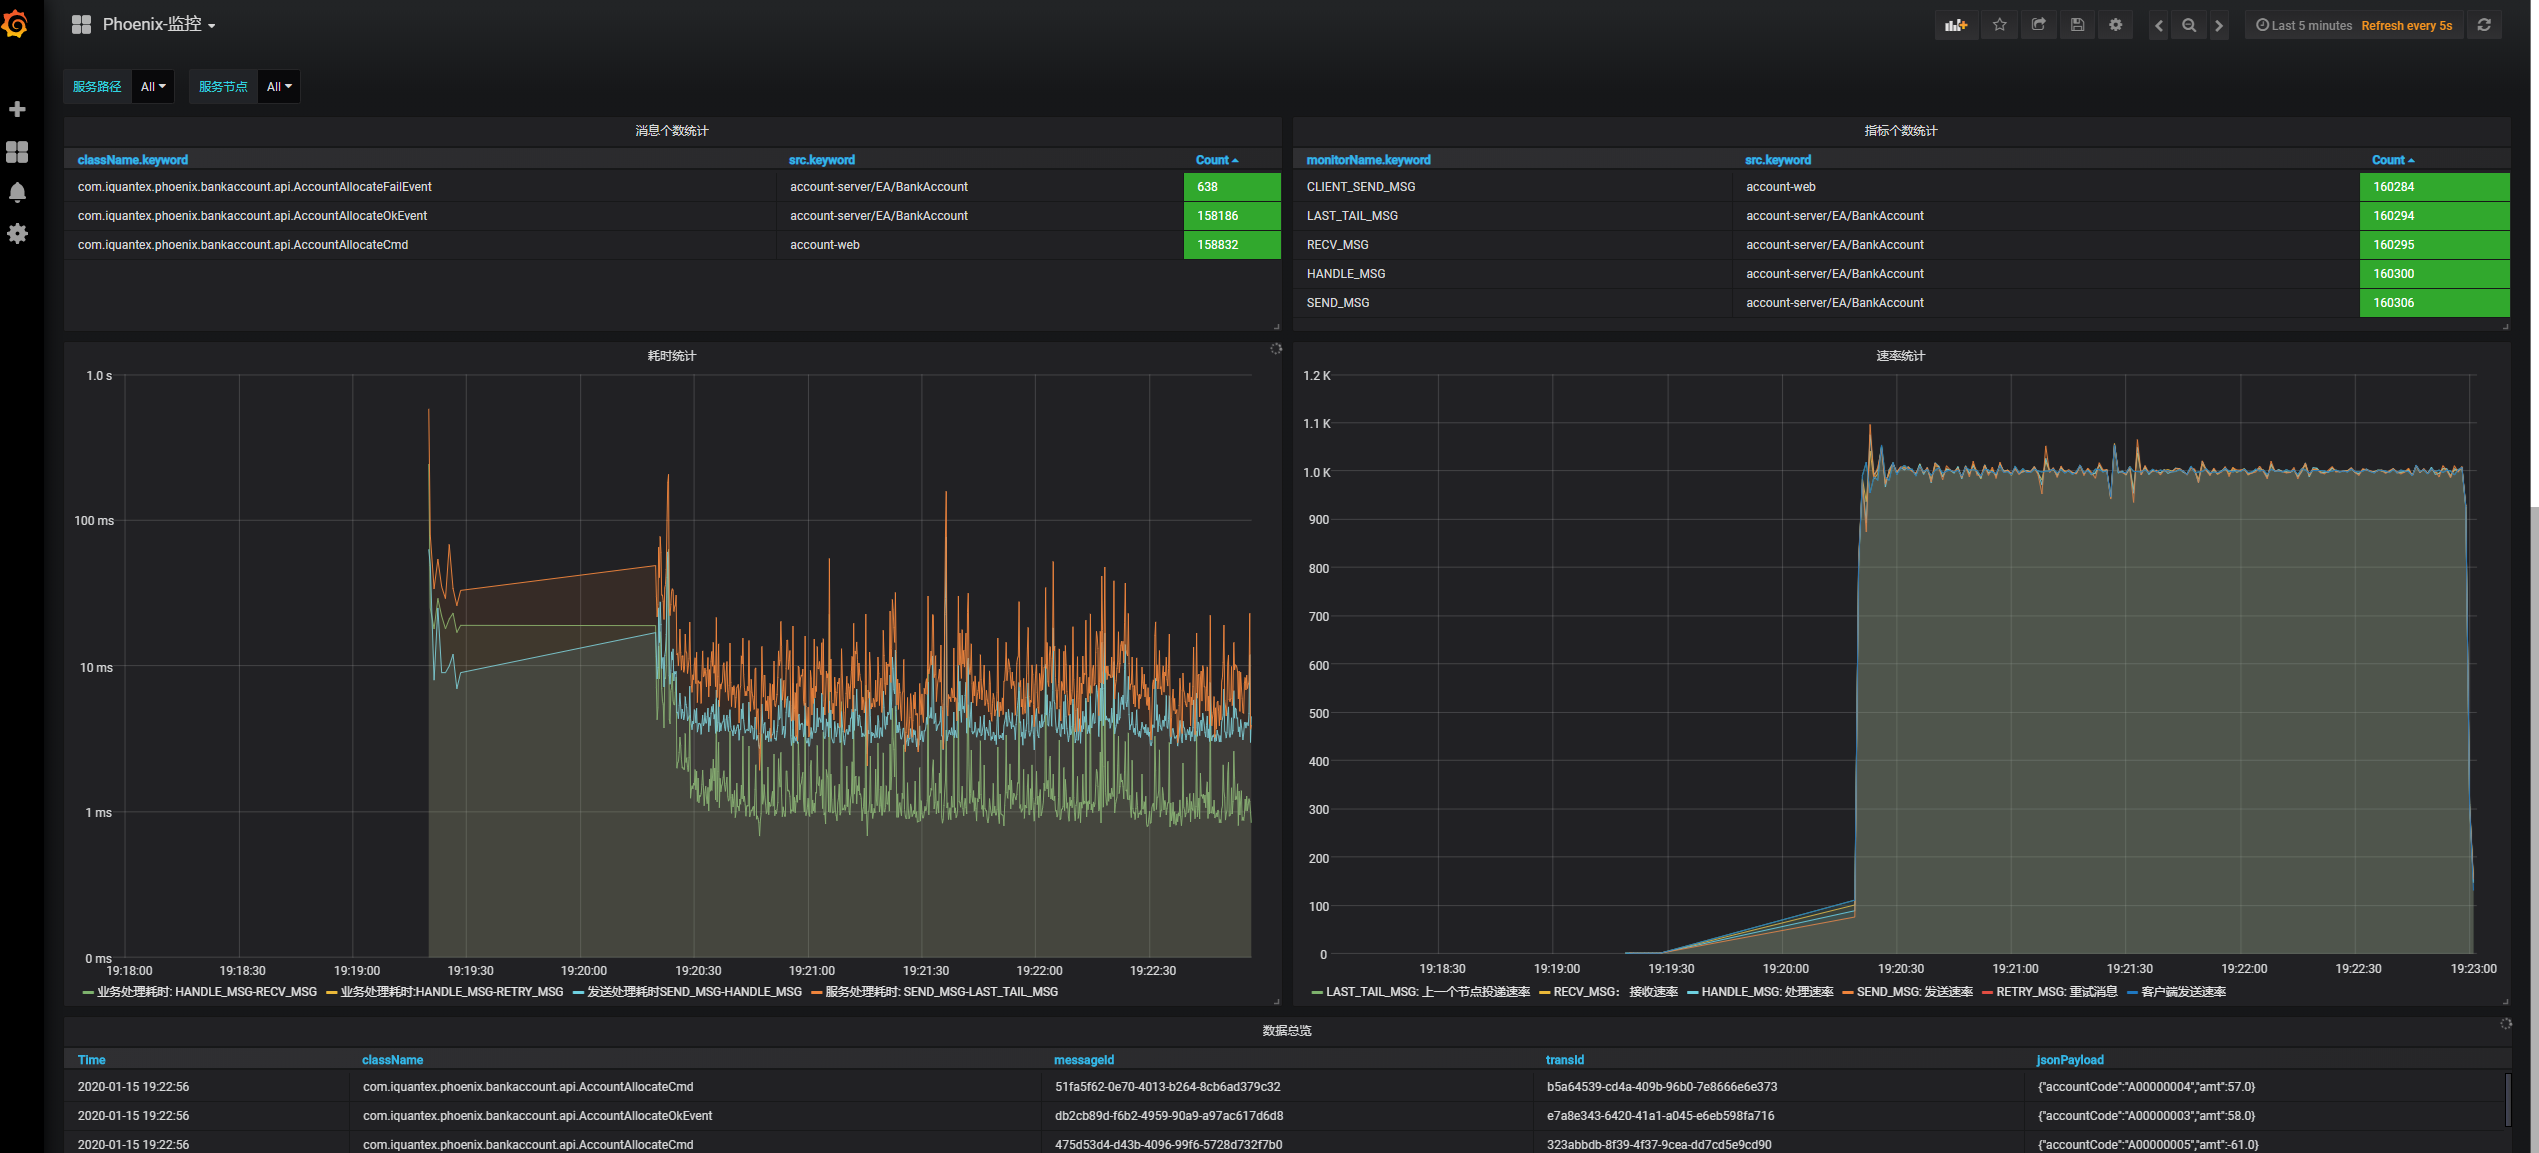 Phoenix-监控
Last 5 minutes Refresh every 5s
服务路径 All 服务节点 All
消息个数统计
className.keyword src.keyword Count
com.iquantex.phoenix.bankaccount.api.AccountAllocateFailEvent account-server/EA/BankAccount 638
com.iquantex.phoenix.bankaccount.api.AccountAllocateOkEvent account-server/EA/BankAccount 158186
com.iquantex.phoenix.bankaccount.api.AccountAllocateCmd account-web 158832
指标个数统计
monitorName.keyword src.keyword Count
CLIENT_SEND_MSG account-web 160284
LAST_TAIL_MSG account-server/EA/BankAccount 160294
RECV_MSG account-server/EA/BankAccount 160295
HANDLE_MSG account-server/EA/BankAccount 160300
SEND_MSG account-server/EA/BankAccount 160306
耗时统计
1.0 s
100 ms
10 ms
1 ms
0 ms
19:18:00 19:18:30 19:19:00 19:19:30 19:20:00 19:20:30 19:21:00 19:21:30 19:22:00 19:22:30
业务处理耗时: HANDLE_MSG-RECV_MSG 业务处理耗时:HANDLE_MSG-RETRY_MSG 发送处理耗时SEND_MSG-HANDLE_MSG 服务处理耗时: SEND_MSG-LAST_TAIL_MSG
速率统计
1.2 K
1.1 K
1.0 K
900
800
700
600
500
400
300
200
100
0
19:18:30 19:19:00 19:19:30 19:20:00 19:20:30 19:21:00 19:21:30 19:22:00 19:22:30 19:23:00
LAST_TAIL_MSG: 上一个节点投递速率 RECV_MSG： 接收速率 HANDLE_MSG: 处理速率 SEND_MSG: 发送速率 RETRY_MSG: 重试消息 客户端发送速率
数据总览
Time className messageId transId jsonPayload
2020-01-15 19:22:56 com.iquantex.phoenix.bankaccount.api.AccountAllocateCmd 51fa5f62-0e70-4013-b264-8cb6ad379c32 b5a64539-cd4a-409b-96b0-7e8666e6e373 {"accountCode":"A00000004","amt":57.0}
2020-01-15 19:22:56 com.iquantex.phoenix.bankaccount.api.AccountAllocateOkEvent db2cb89d-f6b2-4959-90a9-a97ac617d6d8 e7a8e343-6420-41a1-a045-e6eb598fa716 {"accountCode":"A00000003","amt":58.0}
2020-01-15 19:22:56 com.iquantex.phoenix.bankaccount.api.AccountAllocateCmd 475d53d4-d43b-4096-99f6-5728d732f7b0 323abbdb-8f39-4f37-9cea-dd7cd5e9cd90 {"accountCode":"A00000005","amt":-61.0}